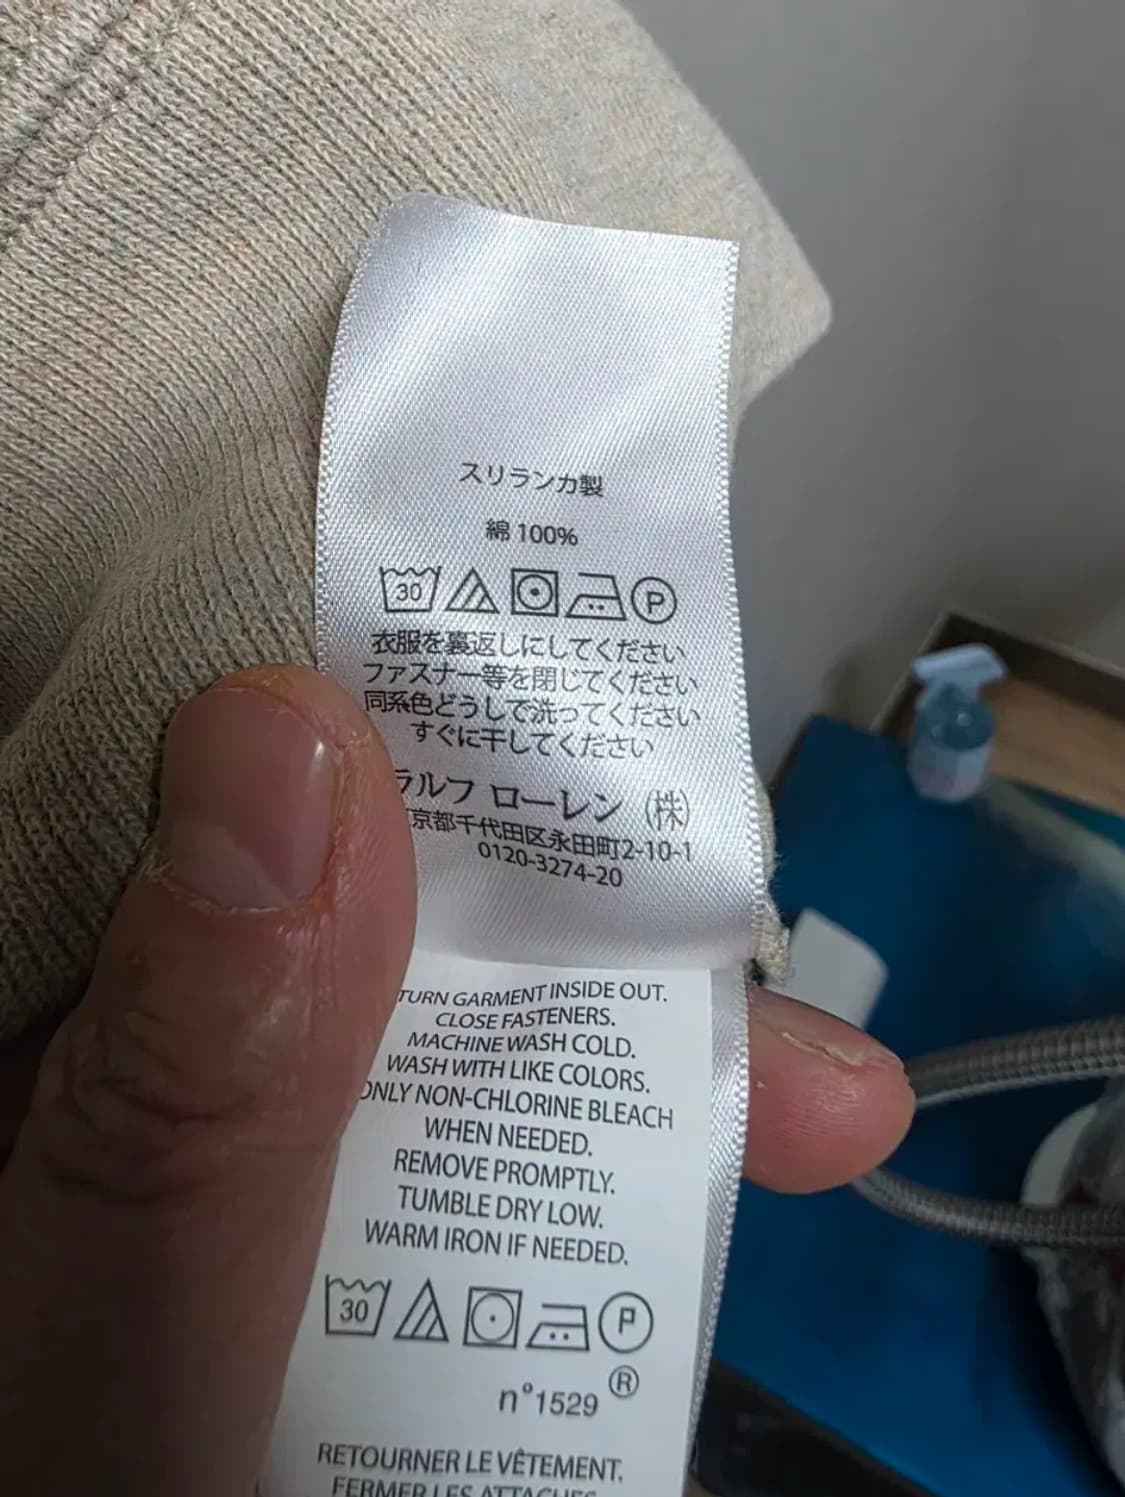 スリランカ製
綿 100%
30 P
衣服を裏返しにしてください
ファスナー等を閉じてください
同系色どうしで洗ってください
すぐに干してください
ラルフ ローレン (株)
京都千代田区永田町2-10-1
0120-3274-20
TURN GARMENT INSIDE OUT.
CLOSE FASTENERS.
MACHINE WASH COLD.
WASH WITH LIKE COLORS.
ONLY NON-CHLORINE BLEACH
WHEN NEEDED.
REMOVE PROMPTLY.
TUMBLE DRY LOW.
WARM IRON IF NEEDED.
30 P
n°1529 ®
RETOURNER LE VÊTEMENT.
FERMER LES ATTACHES.